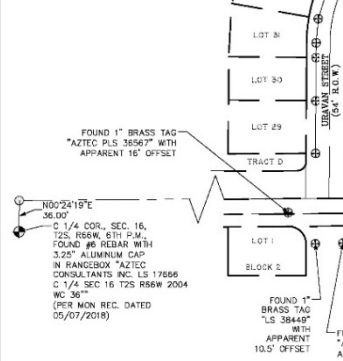 LOT 31
LOT 30
LOT 29
TRACT D
URAVAN STREET
(54' R.O.W.)
FOUND 1" BRASS TAG
"AZTEC PLS 36567" WITH
APPARENT 16' OFFSET
N00°24'19"E
36.00'
C 1/4 COR., SEC. 16,
T2S, R66W, 6TH P.M.,
FOUND #6 REBAR WITH
3.25" ALUMINUM CAP
IN RANGEBOX "AZTEC
CONSULTANTS INC. LS 17666
C 1/4 SEC 16 T2S R66W 2004
WC 36""
(PER MON REC. DATED
05/07/2018)
LOT 1
BLOCK 2
FOUND 1"
BRASS TAG
"LS 38449"
WITH
APPARENT
10.5' OFFSET